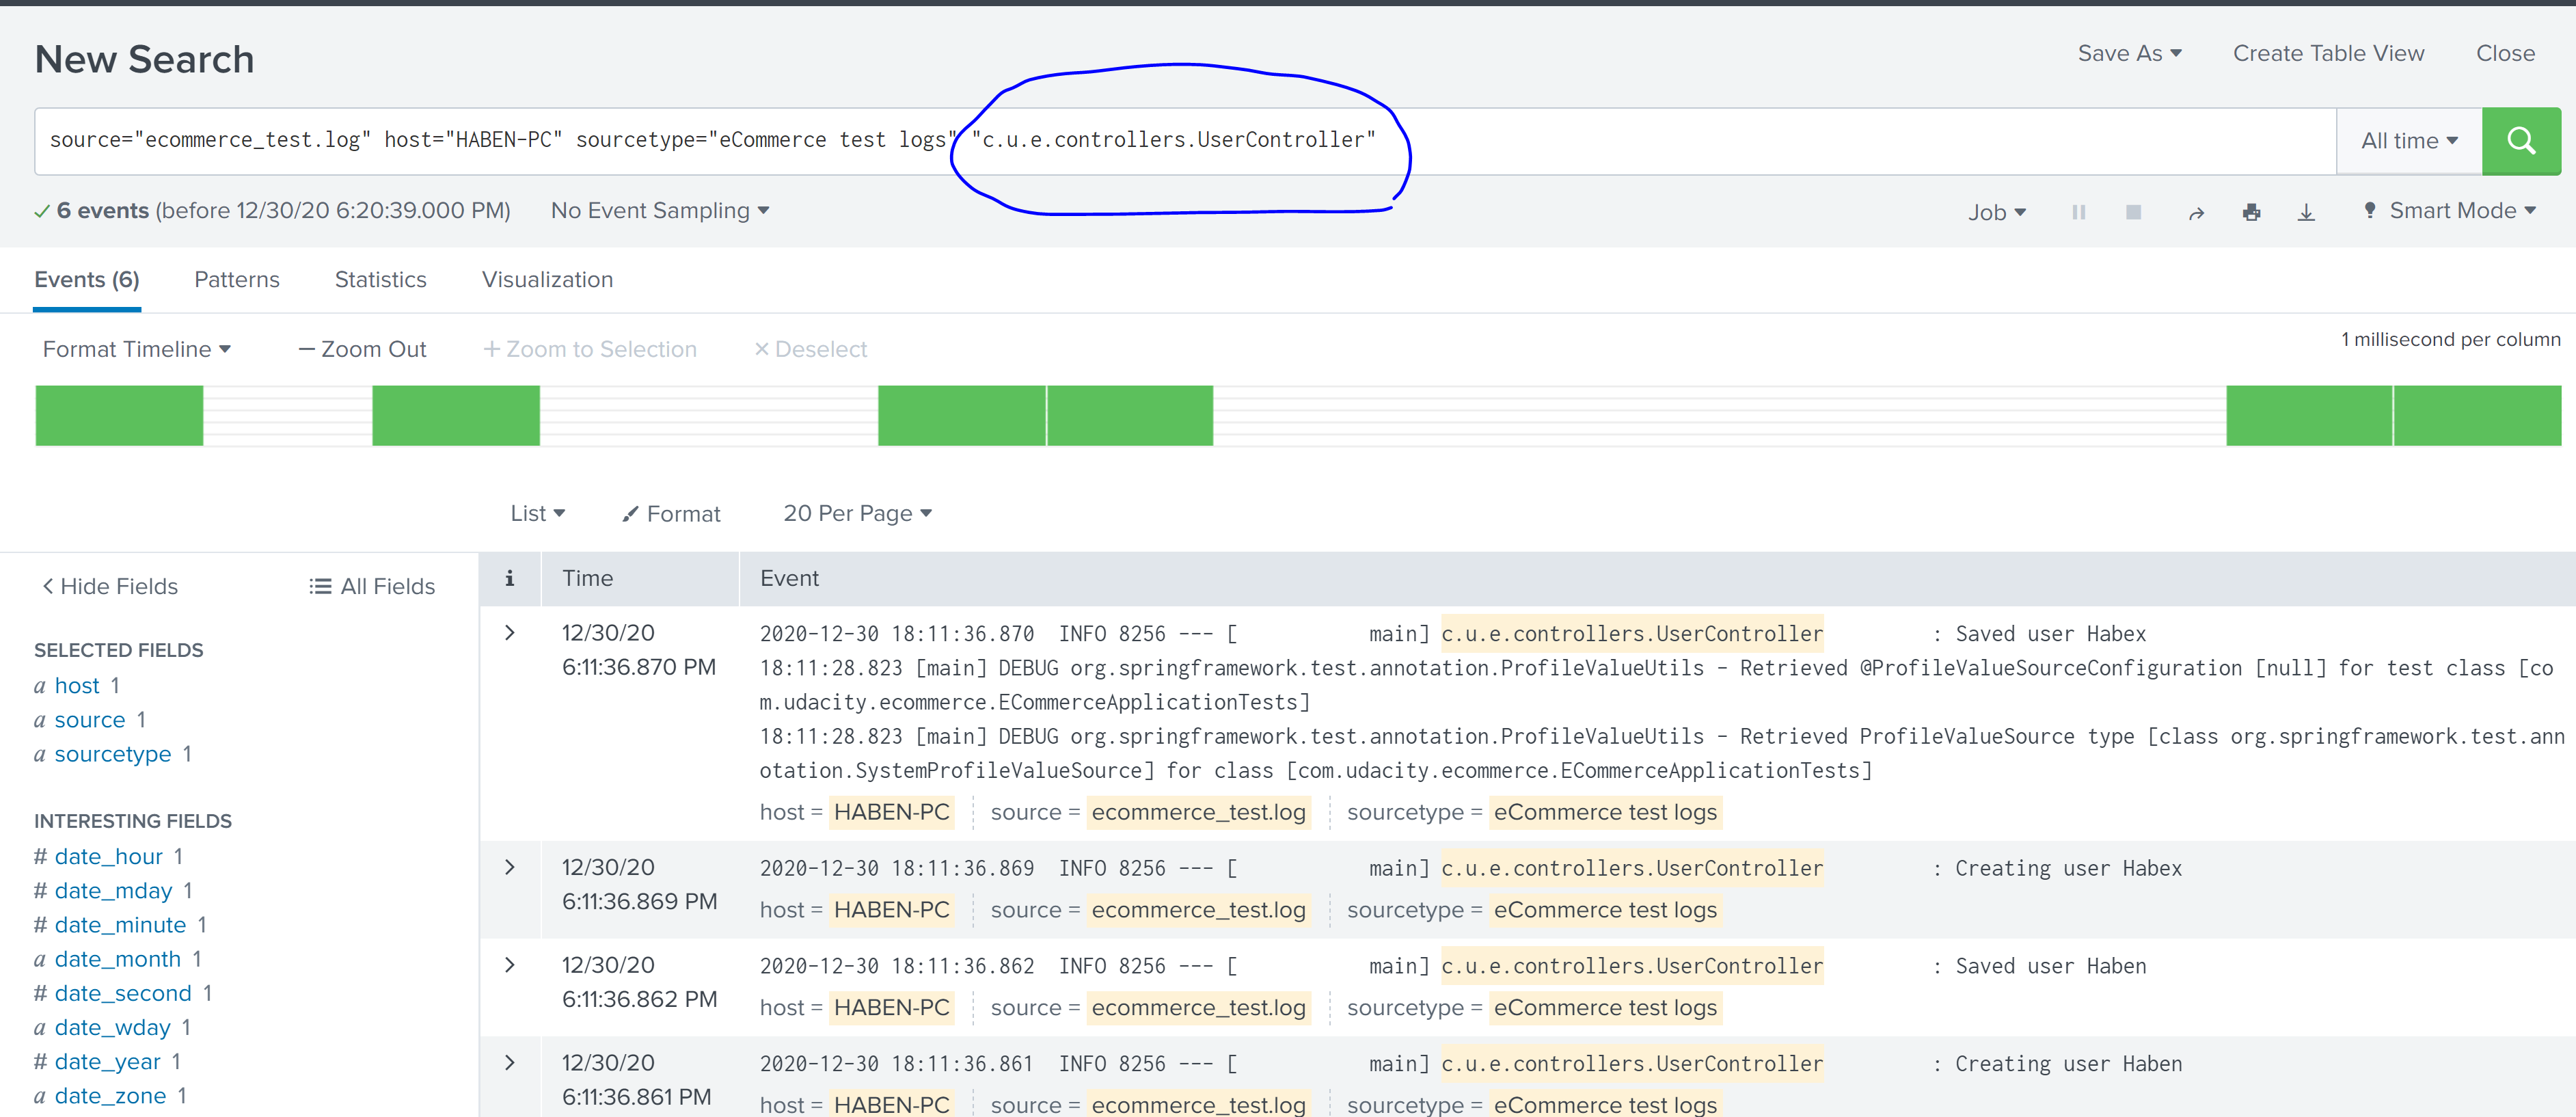 New Search
Save As Create Table View Close
source="ecommerce_test.log" host="HABEN-PC" sourcetype="eCommerce test logs" "c.u.e.controllers.UserController"
All time
6 events (before 12/30/20 6:20:39.000 PM) No Event Sampling
Job Smart Mode
Events (6) Patterns Statistics Visualization
Format Timeline — Zoom Out + Zoom to Selection × Deselect
1 millisecond per column
List Format 20 Per Page
< Hide Fields All Fields
SELECTED FIELDS
a host 1
a source 1
a sourcetype 1
INTERESTING FIELDS
# date_hour 1
# date_mday 1
# date_minute 1
a date_month 1
# date_second 1
a date_wday 1
# date_year 1
a date_zone 1
i Time Event
12/30/20
6:11:36.870 PM
2020-12-30 18:11:36.870 INFO 8256 --- [ main] c.u.e.controllers.UserController : Saved user Habex
18:11:28.823 [main] DEBUG org.springframework.test.annotation.ProfileValueUtils - Retrieved @ProfileValueSourceConfiguration [null] for test class [co
m.udacity.ecommerce.ECommerceApplicationTests]
18:11:28.823 [main] DEBUG org.springframework.test.annotation.ProfileValueUtils - Retrieved ProfileValueSource type [class org.springframework.test.ann
otation.SystemProfileValueSource] for class [com.udacity.ecommerce.ECommerceApplicationTests]
host = HABEN-PC source = ecommerce_test.log sourcetype = eCommerce test logs
12/30/20
6:11:36.869 PM
2020-12-30 18:11:36.869 INFO 8256 --- [ main] c.u.e.controllers.UserController : Creating user Habex
host = HABEN-PC source = ecommerce_test.log sourcetype = eCommerce test logs
12/30/20
6:11:36.862 PM
2020-12-30 18:11:36.862 INFO 8256 --- [ main] c.u.e.controllers.UserController : Saved user Haben
host = HABEN-PC source = ecommerce_test.log sourcetype = eCommerce test logs
12/30/20
6:11:36.861 PM
2020-12-30 18:11:36.861 INFO 8256 --- [ main] c.u.e.controllers.UserController : Creating user Haben
host = HABEN-PC source = ecommerce_test.log sourcetype = eCommerce test logs